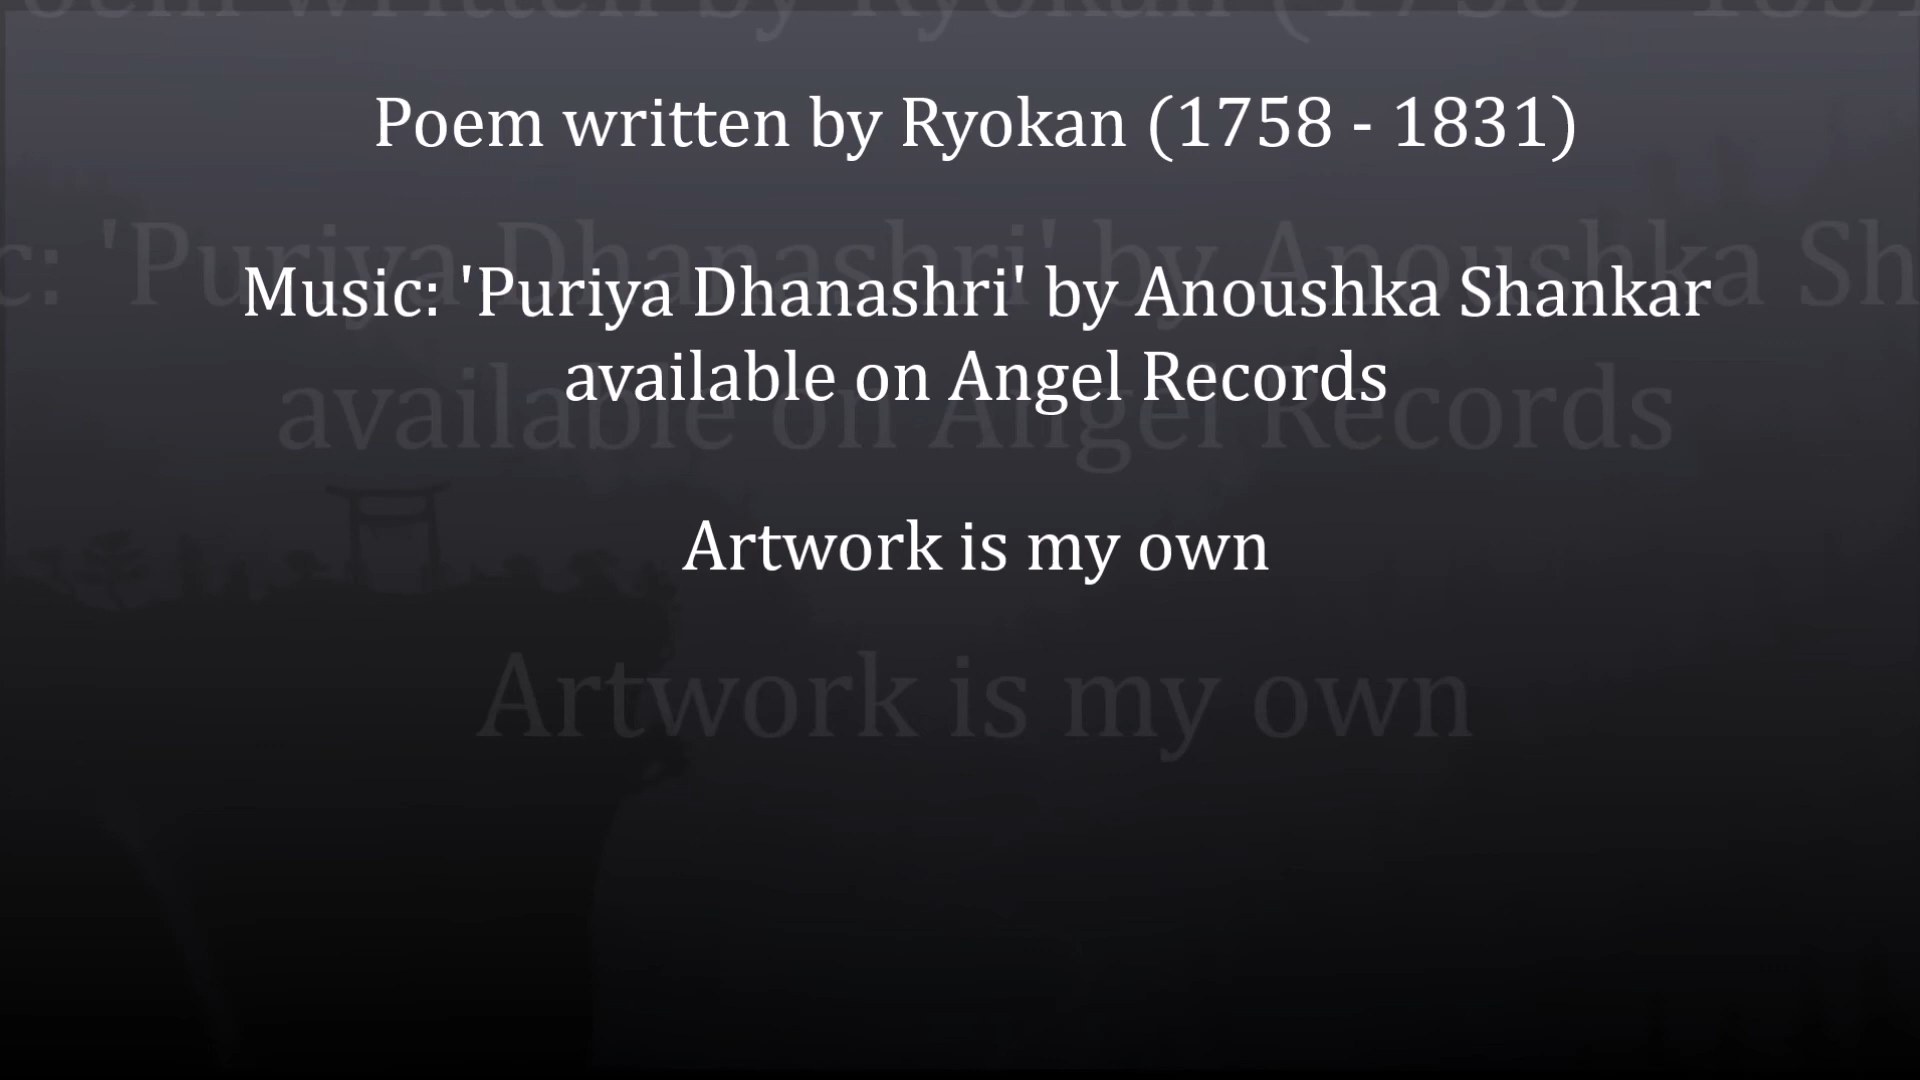 Poem written by Ryokan (1758 - 1831)
Music: 'Puriya Dhanashri' by Anoushka Shankar
available on Angel Records
Artwork is my own